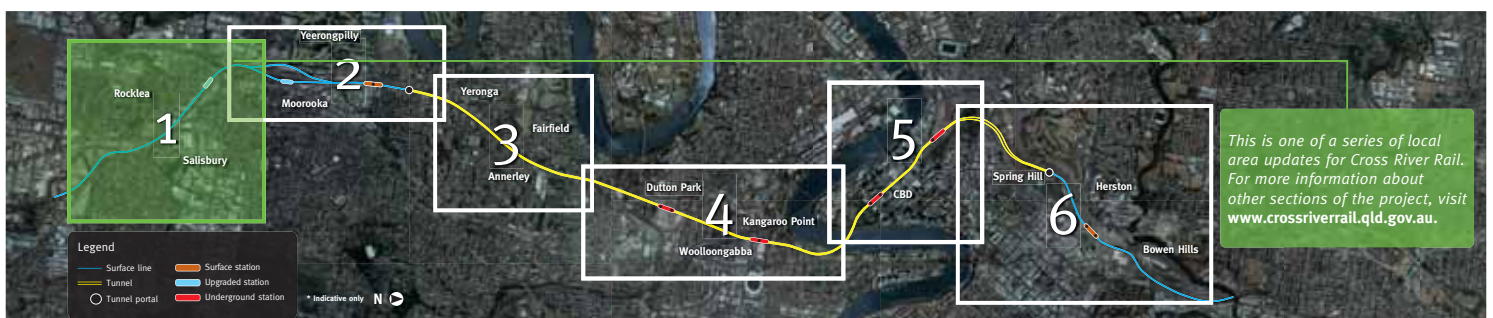 Rocklea
1
Salisbury
Yeerongpilly
2
Moorooka
Yeronga
Fairfield
3
Annerley
Dutton Park
4
Kangaroo Point
Woolloongabba
5
CBD
Spring Hill
Herston
6
Bowen Hills
This is one of a series of local
area updates for Cross River Rail.
For more information about
other sections of the project, visit
www.crossriverrail.qld.gov.au.
Legend
Surface line
Tunnel
Tunnel portal
Surface station
Upgraded station
Underground station
* Indicative only
N